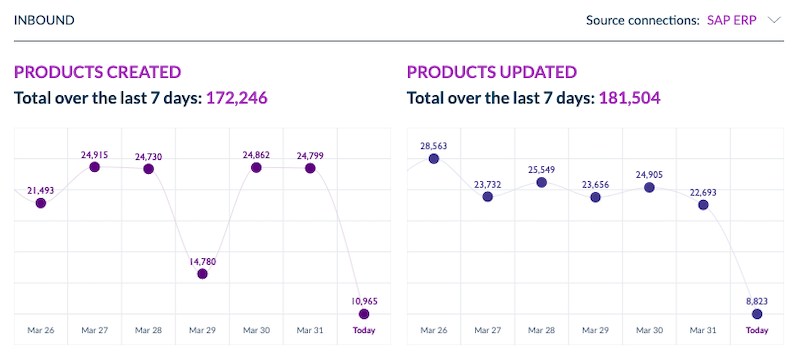 INBOUND
Source connections: SAP ERP
PRODUCTS CREATED
Total over the last 7 days: 172,246
21,493
24,915
24,730
14,780
24,862
24,799
10,965
Mar 26 Mar 27 Mar 28 Mar 29 Mar 30 Mar 31 Today
PRODUCTS UPDATED
Total over the last 7 days: 181,504
28,563
23,732
25,549
23,656
24,905
22,693
8,823
Mar 26 Mar 27 Mar 28 Mar 29 Mar 30 Mar 31 Today